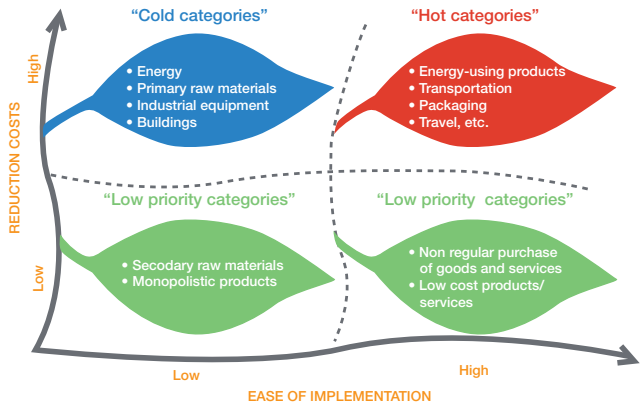 “Cold categories”
“Hot categories”
High
• Energy
• Primary raw materials
• Industrial equipment
• Buildings
• Energy-using products
• Transportation
• Packaging
• Travel, etc.
REDUCTION COSTS
“Low priority categories”
“Low priority categories”
Low
• Secodary raw materials
• Monopolistic products
• Non regular purchase
of goods and services
• Low cost products/
services
Low
High
EASE OF IMPLEMENTATION